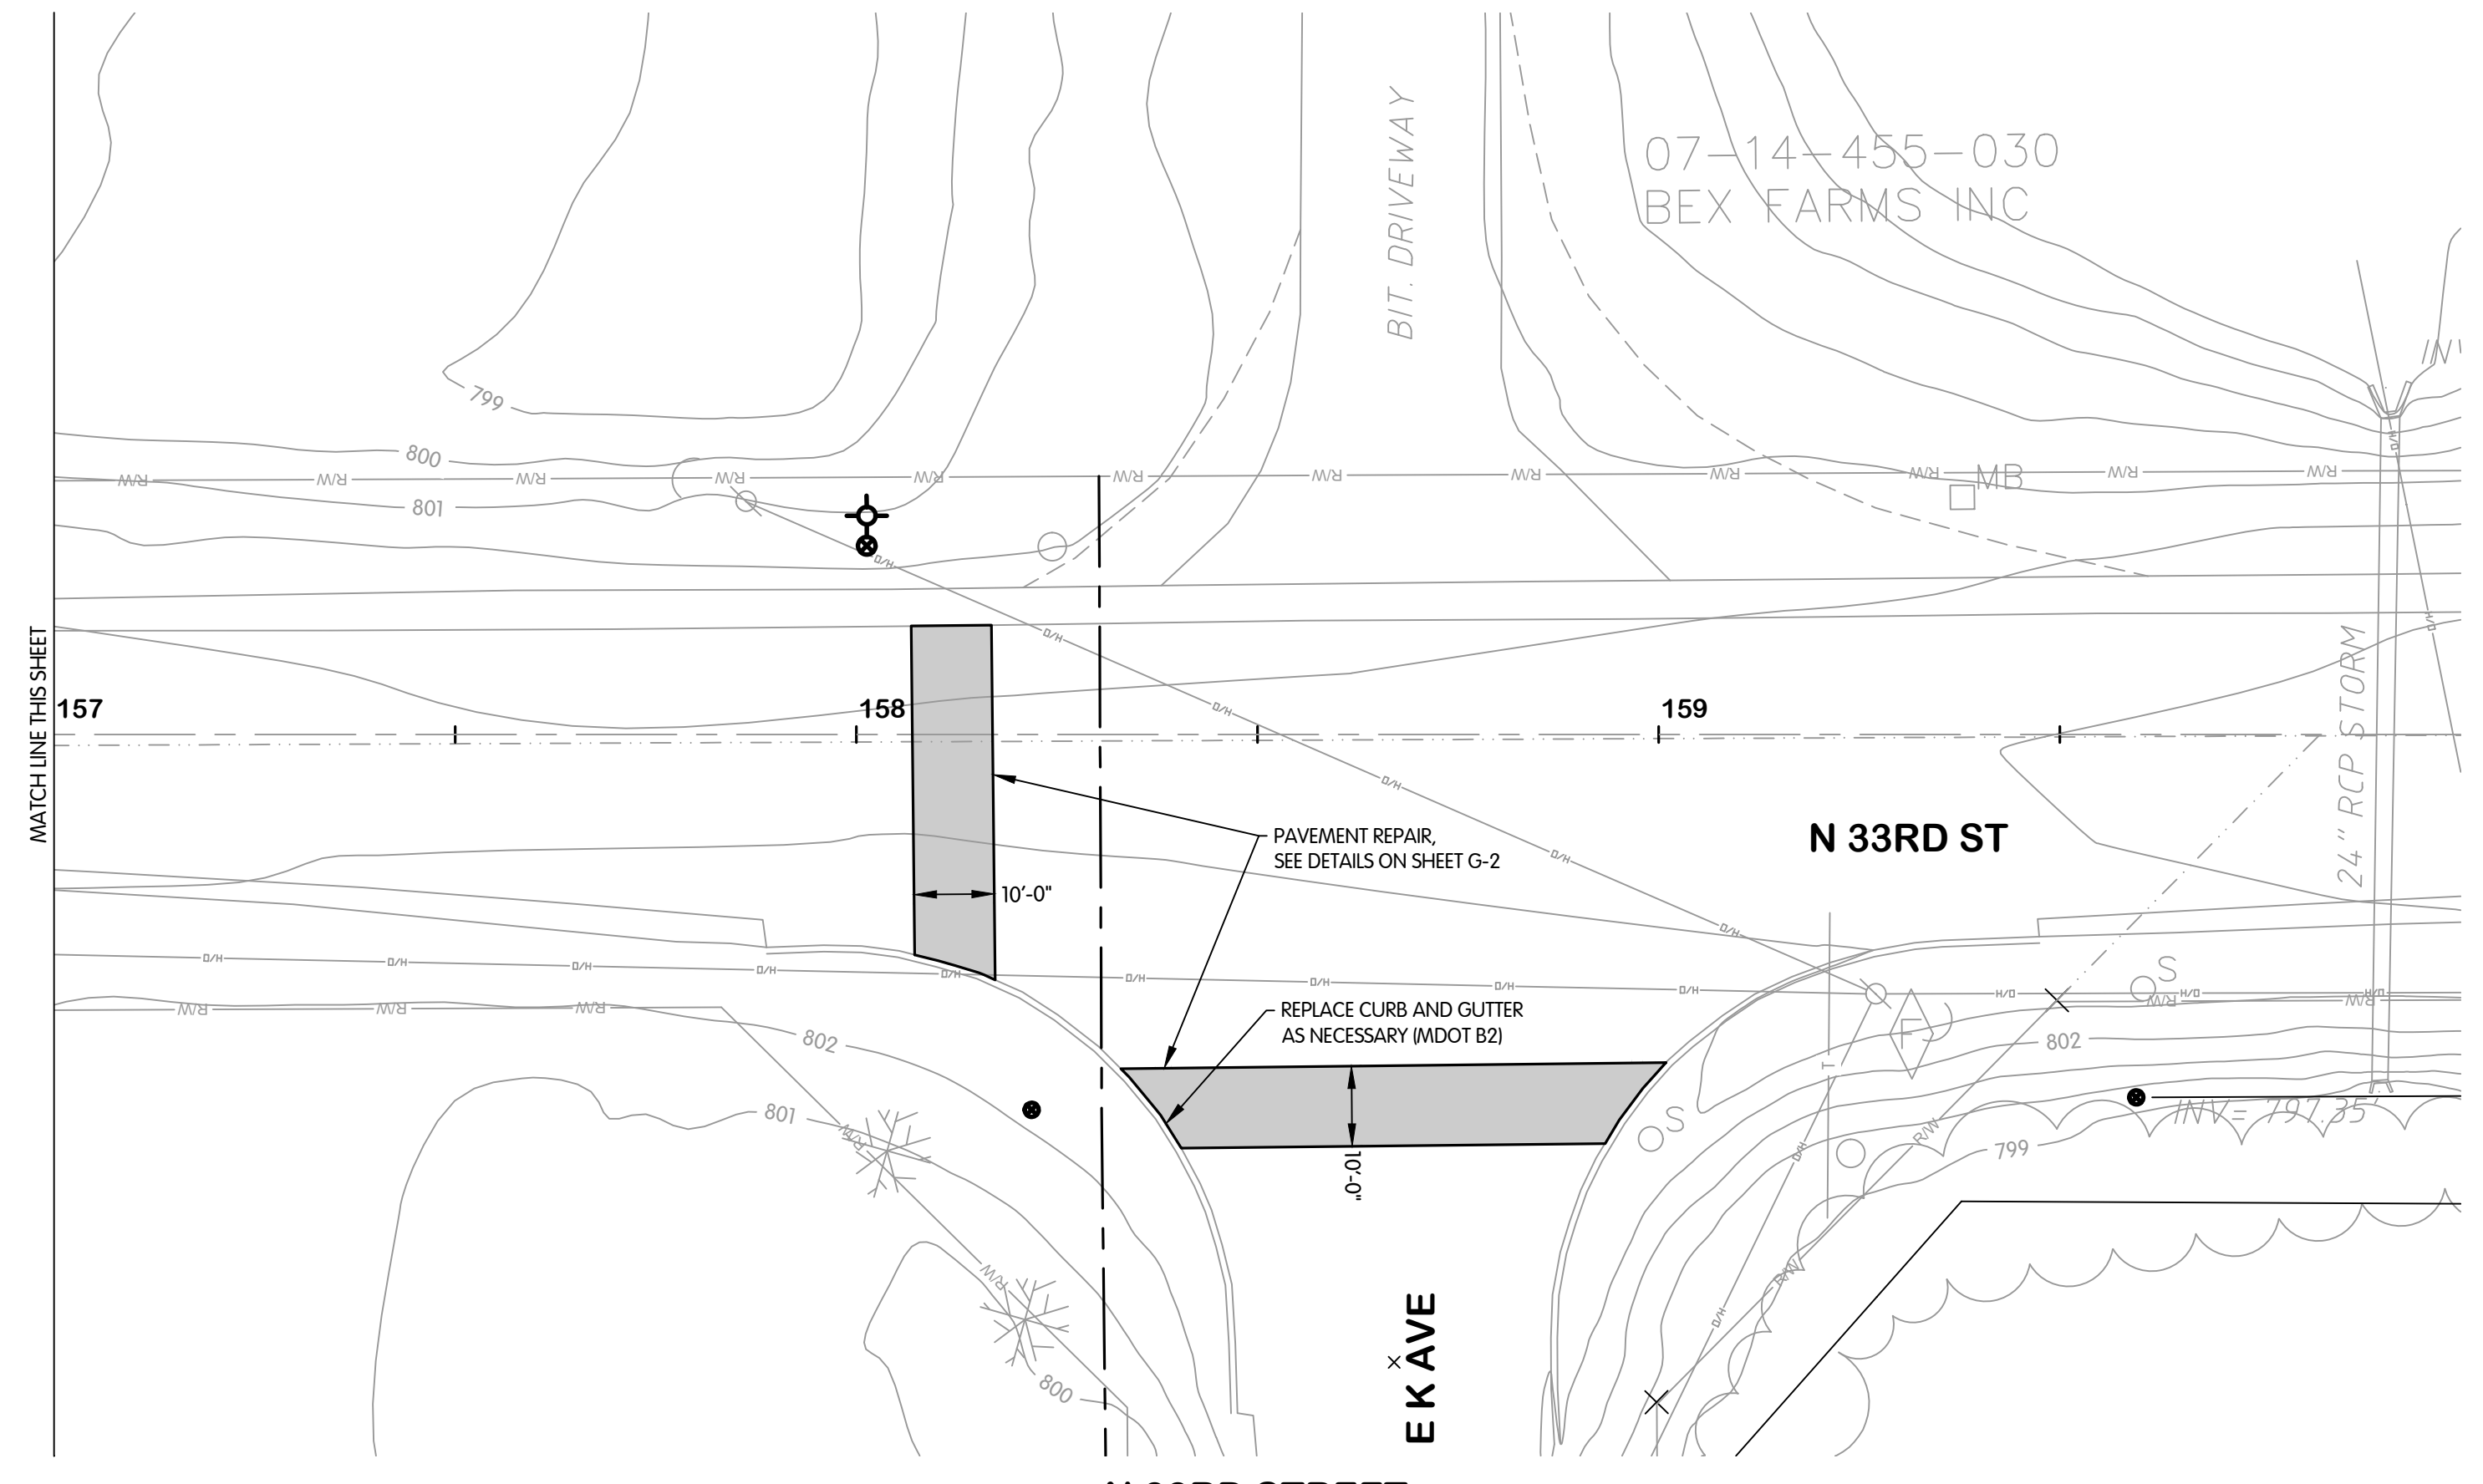 07-14-455-030
BEX FARMS INC
BIT. DRIVEWAY
799
800
R/W R/W R/W R/W R/W R/W R/W R/W R/W R/W R/W R/W
MB
801
O/H
O/H
O/H
O/H
MATCH LINE THIS SHEET
157
158
159
O/H
O/H
24" RCP STORM
PAVEMENT REPAIR,
SEE DETAILS ON SHEET G-2
N 33RD ST
10'-0"
O/H
O/H
O/H O/H O/H O/H O/H O/H O/H O/H O/H O/H O/H O/H
S
R/W R/W R/W R/W R/W
REPLACE CURB AND GUTTER
AS NECESSARY (MDOT B2)
F
802
802
T
801
INV= 797.35'
S
R/W
R/W
799
O/H
10'-0"
R/W
R/W
O/H
E K AVE
800